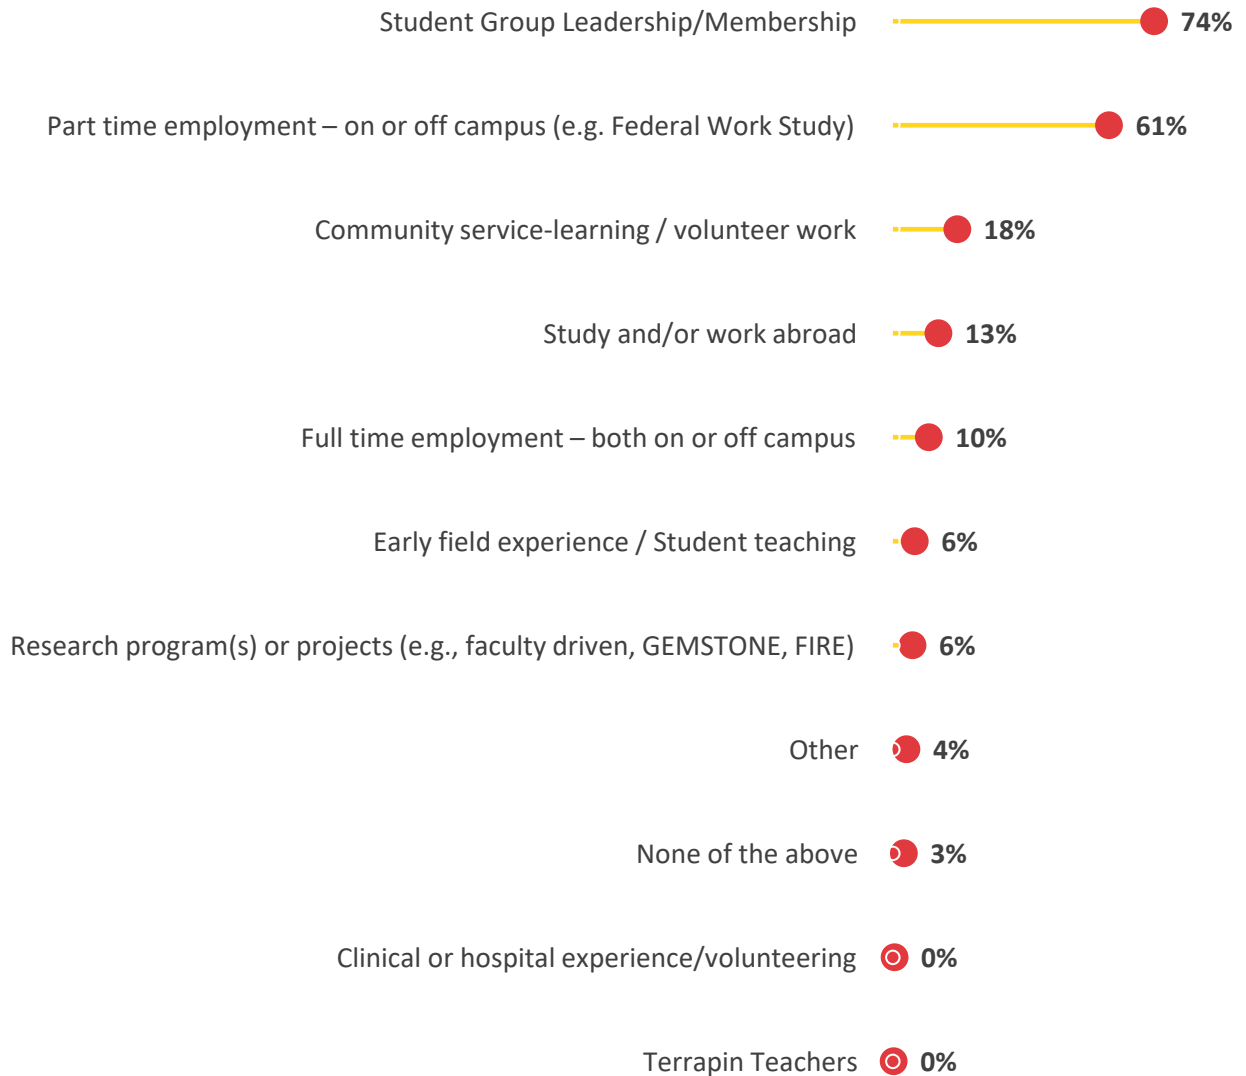 Student Group Leadership/Membership 74%
Part time employment – on or off campus (e.g. Federal Work Study) 61%
Community service-learning / volunteer work 18%
Study and/or work abroad 13%
Full time employment – both on or off campus 10%
Early field experience / Student teaching 6%
Research program(s) or projects (e.g., faculty driven, GEMSTONE, FIRE) 6%
Other 4%
None of the above 3%
Clinical or hospital experience/volunteering 0%
Terrapin Teachers 0%